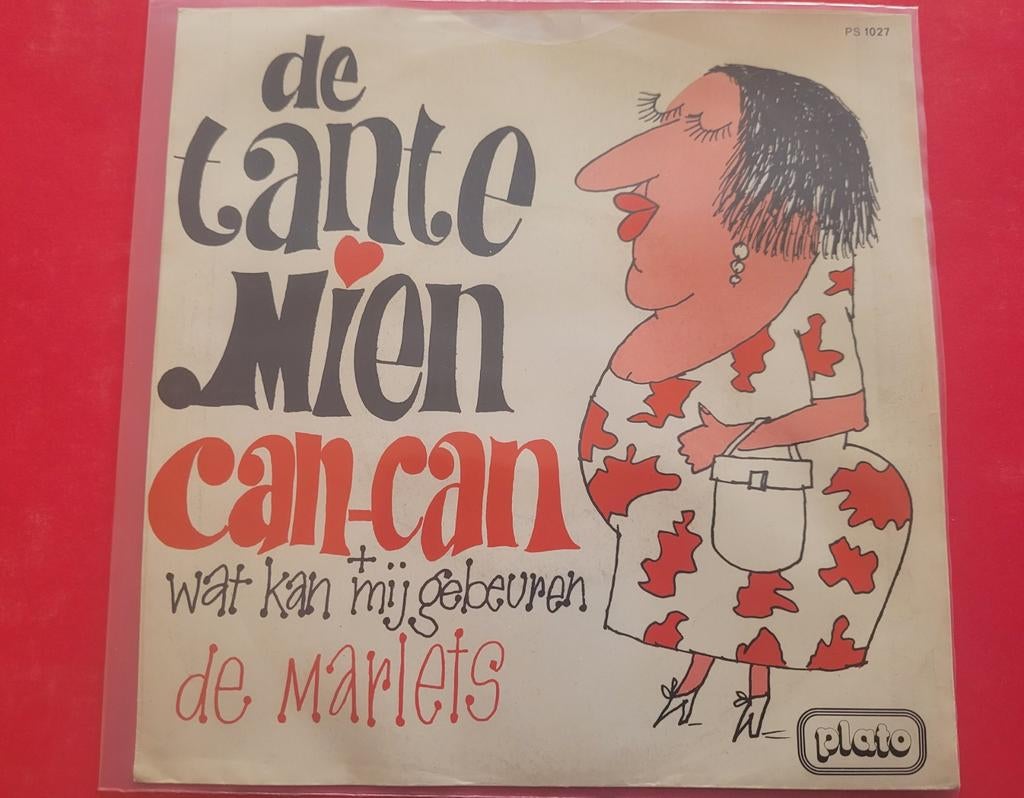 PS 1027
de
tante
Mien
can-can
+
wat kan mij gebeuren
de Marlets
plato